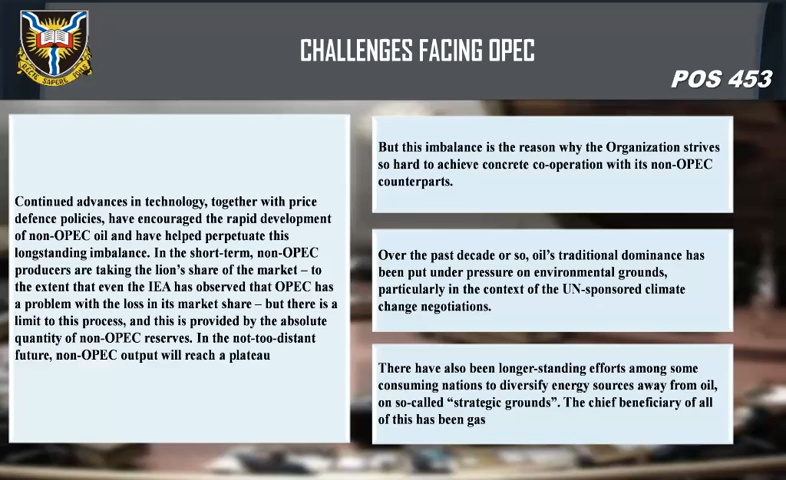 CHALLENGES FACING OPEC
POS 453
RECTE SAPERE FONS
Continued advances in technology, together with price
defence policies, have encouraged the rapid development
of non-OPEC oil and have helped perpetuate this
longstanding imbalance. In the short-term, non-OPEC
producers are taking the lion's share of the market – to
the extent that even the IEA has observed that OPEC has
a problem with the loss in its market share – but there is a
limit to this process, and this is provided by the absolute
quantity of non-OPEC reserves. In the not-too-distant
future, non-OPEC output will reach a plateau
But this imbalance is the reason why the Organization strives
so hard to achieve concrete co-operation with its non-OPEC
counterparts.
Over the past decade or so, oil's traditional dominance has
been put under pressure on environmental grounds,
particularly in the context of the UN-sponsored climate
change negotiations.
There have also been longer-standing efforts among some
consuming nations to diversify energy sources away from oil,
on so-called “strategic grounds”. The chief beneficiary of all
of this has been gas